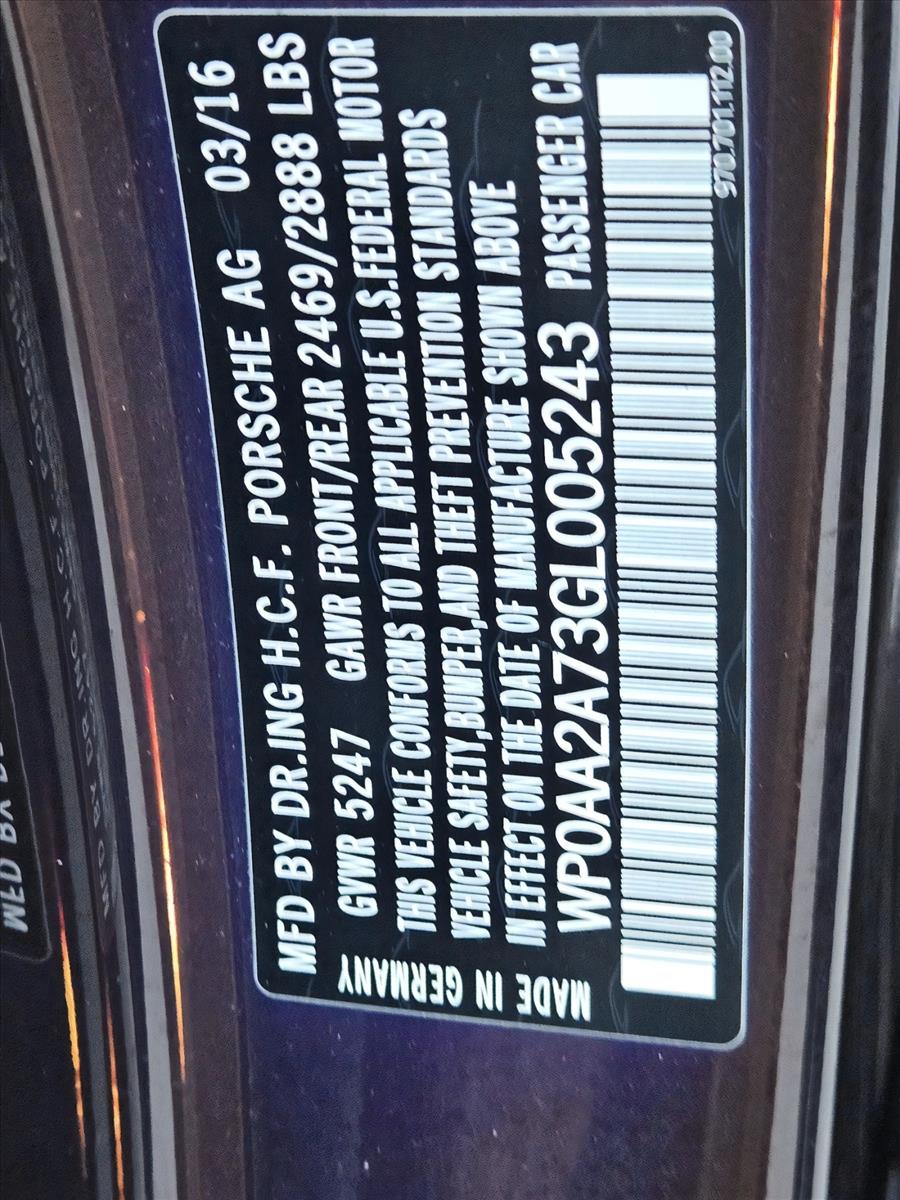 MFD BY DR.ING H.C.F. PORSCHE AG 03/16
GVWR 5247 GAWR FRONT/REAR 2469/2888 LBS
THIS VEHICLE CONFORMS TO ALL APPLICABLE U.S.FEDERAL MOTOR
VEHICLE SAFETY,BUMPER,AND THEFT PREVENTION STANDARDS
IN EFFECT ON THE DATE OF MANUFACTURE SHOWN ABOVE
WP0AA2A73GL005243 PASSENGER CAR
970.701.112.00
MADE IN GERMANY